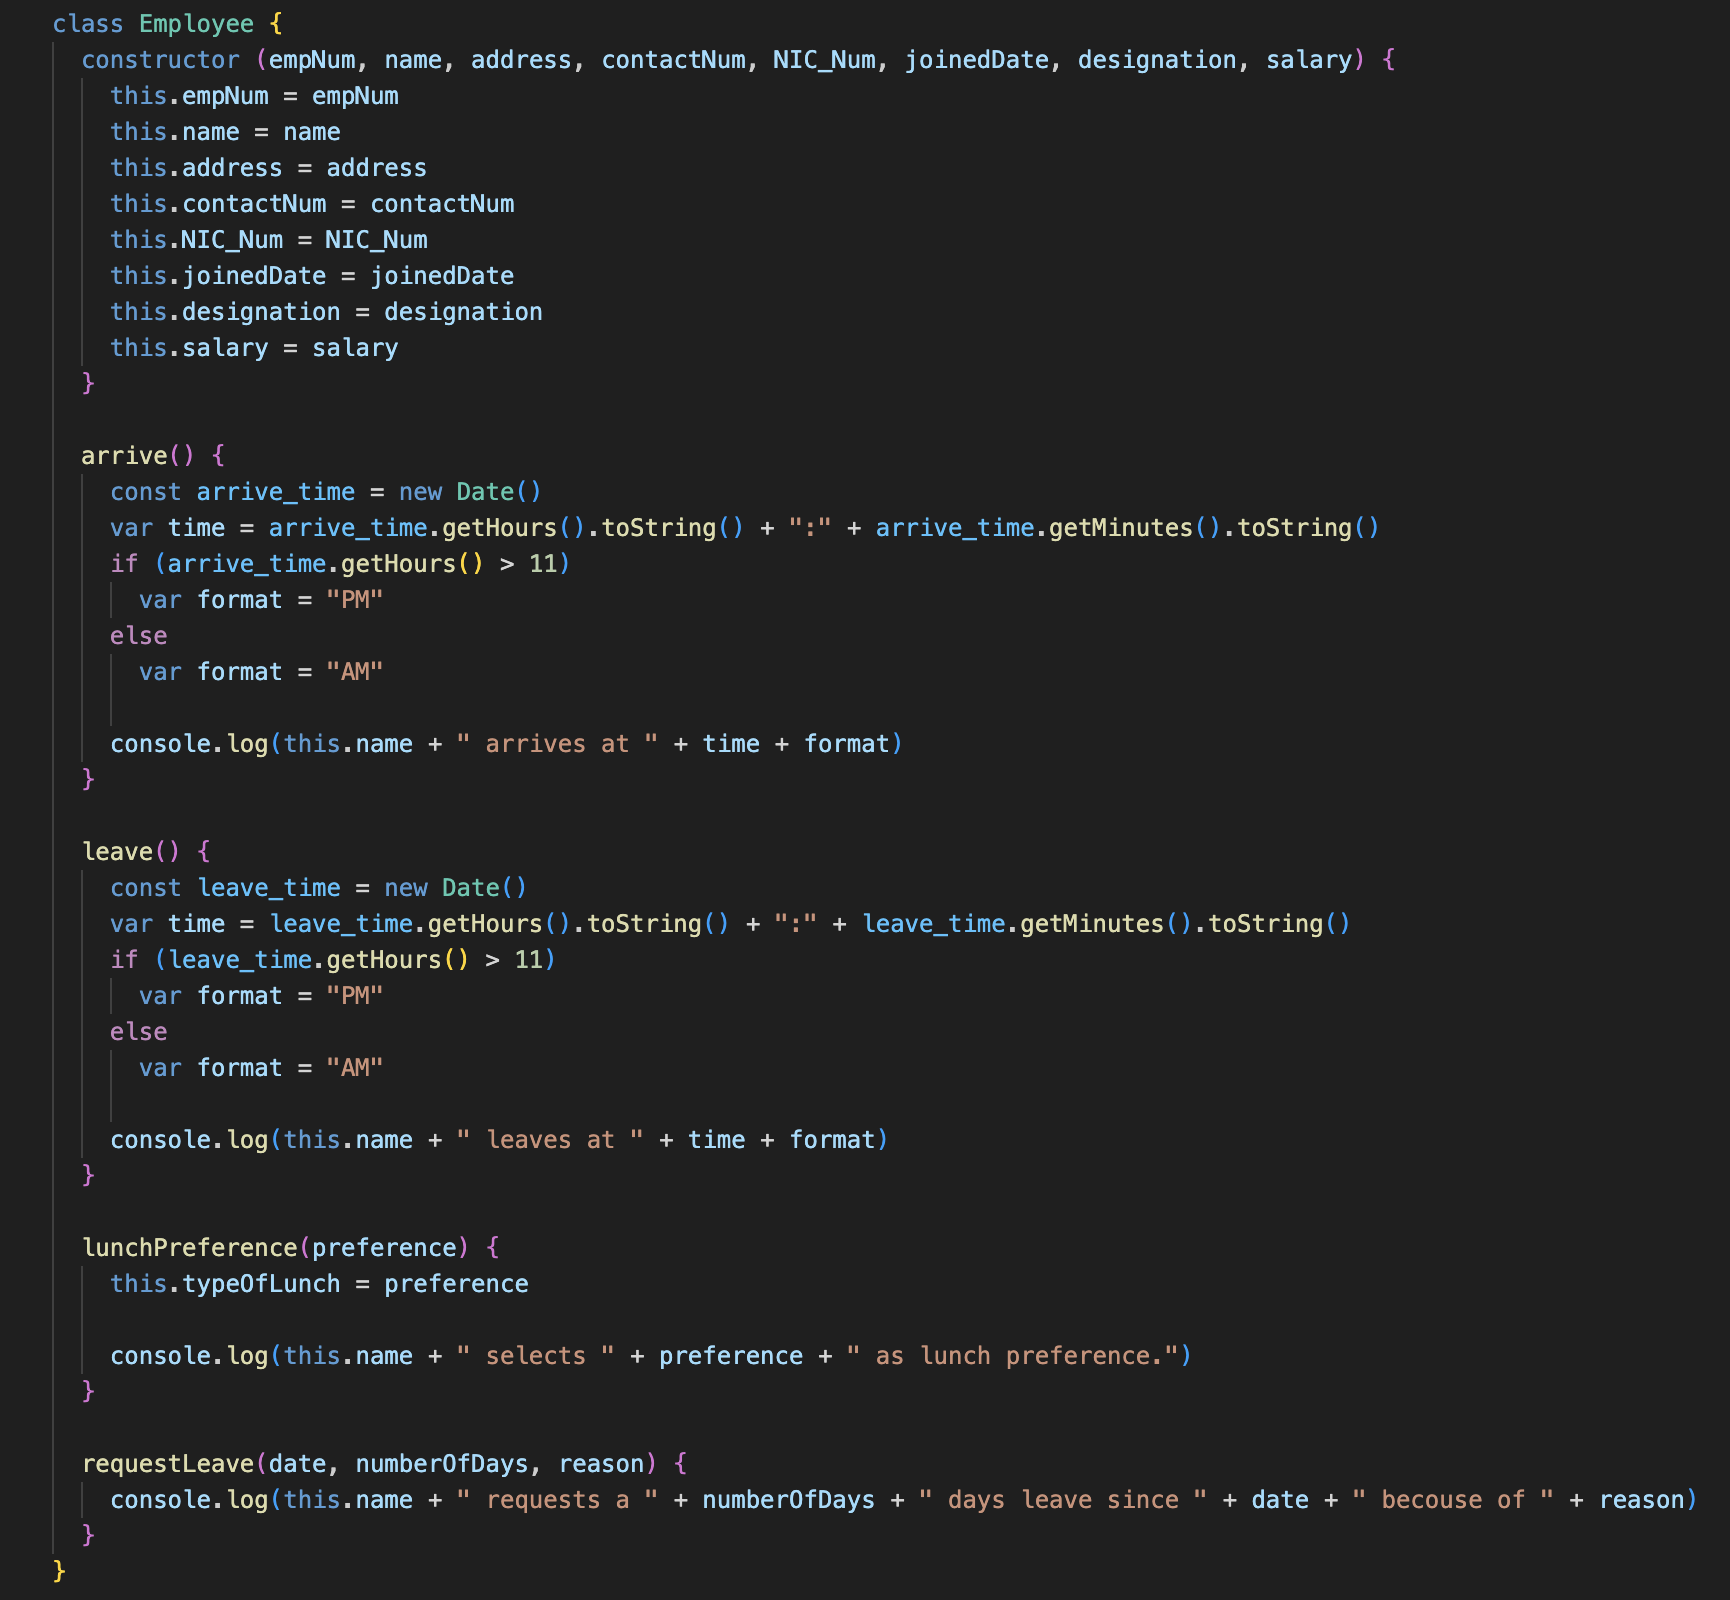 class Employee {
  constructor (empNum, name, address, contactNum, NIC_Num, joinedDate, designation, salary) {
    this.empNum = empNum
    this.name = name
    this.address = address
    this.contactNum = contactNum
    this.NIC_Num = NIC_Num
    this.joinedDate = joinedDate
    this.designation = designation
    this.salary = salary
  }

  arrive() {
    const arrive_time = new Date()
    var time = arrive_time.getHours().toString() + ":" + arrive_time.getMinutes().toString()
    if (arrive_time.getHours() > 11)
      var format = "PM"
    else
      var format = "AM"

    console.log(this.name + " arrives at " + time + format)
  }

  leave() {
    const leave_time = new Date()
    var time = leave_time.getHours().toString() + ":" + leave_time.getMinutes().toString()
    if (leave_time.getHours() > 11)
      var format = "PM"
    else
      var format = "AM"

    console.log(this.name + " leaves at " + time + format)
  }

  lunchPreference(preference) {
    this.typeOfLunch = preference

    console.log(this.name + " selects " + preference + " as lunch preference.")
  }

  requestLeave(date, numberOfDays, reason) {
    console.log(this.name + " requests a " + numberOfDays + " days leave since " + date + " becouse of " + reason)
  }
}